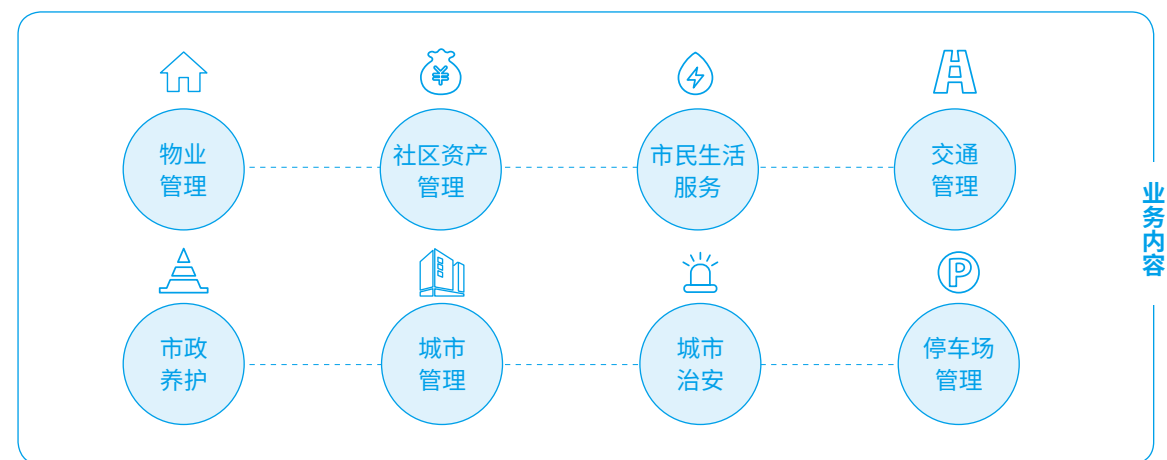 ¥
物业
管理
社区资产
管理
市民生活
服务
交通
管理
P
市政
养护
城市
管理
城市
治安
停车场
管理
业务内容